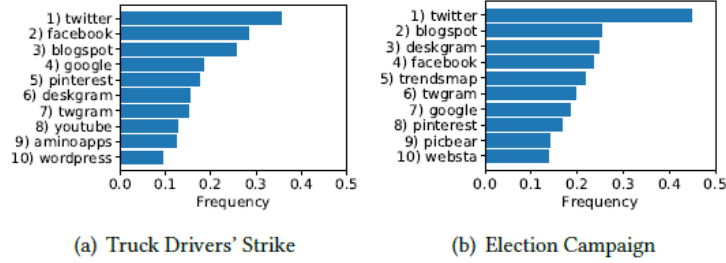 1) twitter
2) facebook
3) blogspot
4) google
5) pinterest
6) deskgram
7) twgram
8) youtube
9) aminoapps
10) wordpress
0.0 0.1 0.2 0.3 0.4 0.5
Frequency
(a) Truck Drivers' Strike
1) twitter
2) blogspot
3) deskgram
4) facebook
5) trendsmap
6) twgram
7) google
8) pinterest
9) picbear
10) websta
0.0 0.1 0.2 0.3 0.4 0.5
Frequency
(b) Election Campaign